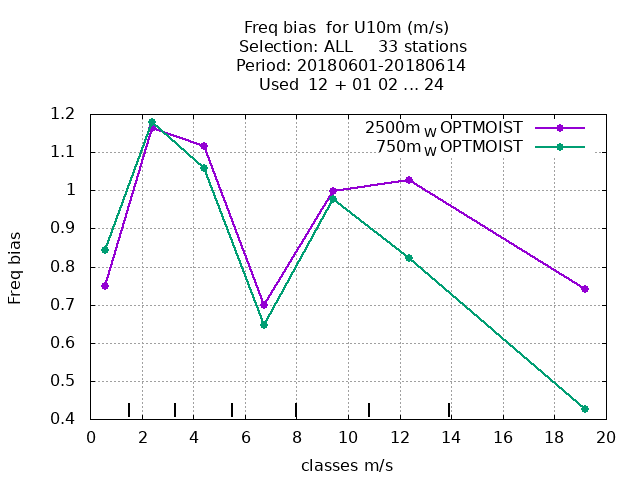 Freq bias  for U10m (m/s)
Selection: ALL     33 stations
Period: 20180601-20180614
Used  12 + 01 02 ... 24
2500m W OPTMOIST
750m W OPTMOIST
1.2
1.1
1
0.9
0.8
0.7
0.6
0.5
0.4
Freq bias
0 2 4 6 8 10 12 14 16 18 20
classes m/s